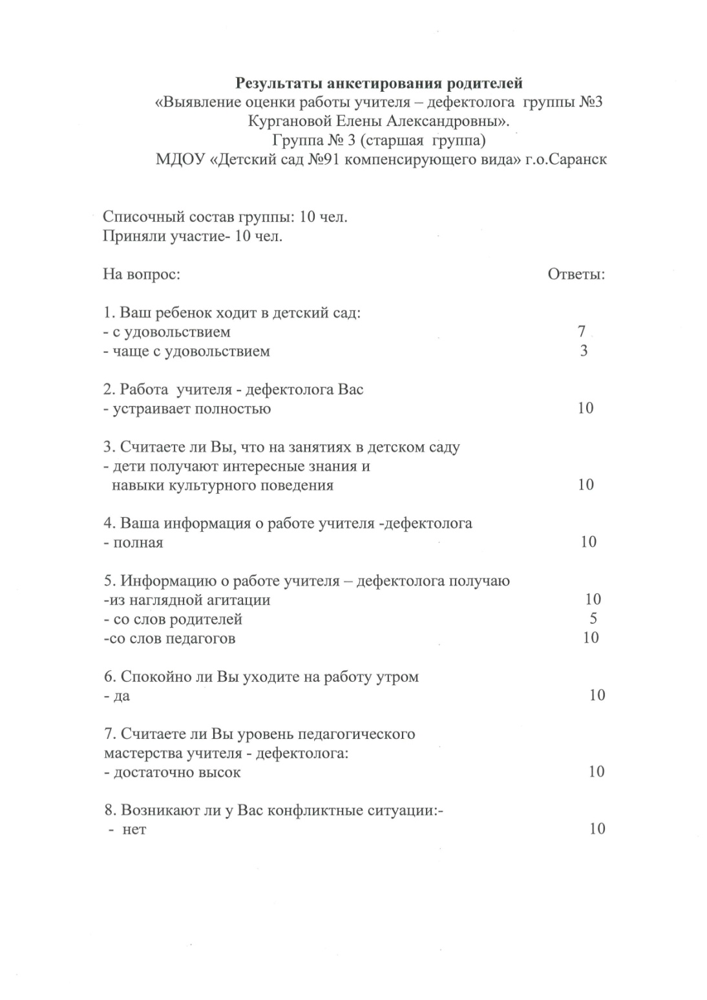 Результаты анкетирования родителей
«Выявление оценки работы учителя – дефектолога  группы №3
Кургановой Елены Александровны».
Группа № 3 (старшая  группа)
МДОУ «Детский сад №91 компенсирующего вида» г.о.Саранск
Списочный состав группы: 10 чел.
Приняли участие- 10 чел.
На вопрос: Ответы:
1. Ваш ребенок ходит в детский сад:
- с удовольствием 7
- чаще с удовольствием 3
2. Работа  учителя - дефектолога Вас
- устраивает полностью 10
3. Считаете ли Вы, что на занятиях в детском саду
- дети получают интересные знания и
навыки культурного поведения 10
4. Ваша информация о работе учителя -дефектолога
- полная 10
5. Информацию о работе учителя – дефектолога получаю
-из наглядной агитации 10
- со слов родителей 5
-со слов педагогов 10
6. Спокойно ли Вы уходите на работу утром
- да 10
7. Считаете ли Вы уровень педагогического
мастерства учителя - дефектолога:
- достаточно высок 10
8. Возникают ли у Вас конфликтные ситуации:-
-  нет 10